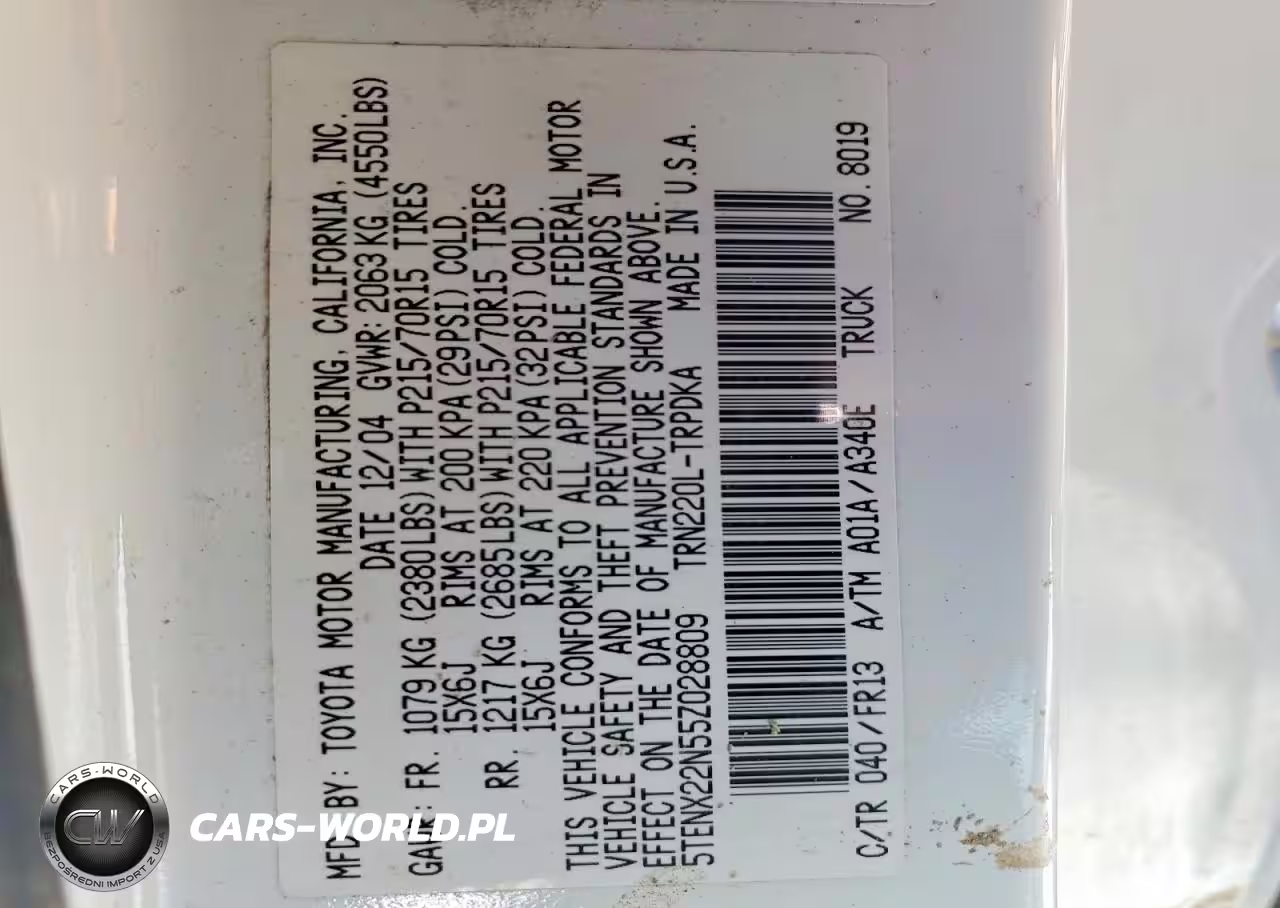 MFD.BY: TOYOTA MOTOR MANUFACTURING, CALIFORNIA, INC.
DATE 12/04 GVWR: 2063 KG (4550LBS)
GAWR: FR. 1079 KG (2380LBS) WITH P215/70R15 TIRES
15X6J RIMS AT 200 KPA (29PSI) COLD.
RR. 1217 KG (2685LBS) WITH P215/70R15 TIRES
15X6J RIMS AT 220 KPA (32PSI) COLD.
THIS VEHICLE CONFORMS TO ALL APPLICABLE FEDERAL MOTOR
VEHICLE SAFETY AND THEFT PREVENTION STANDARDS IN
EFFECT ON THE DATE OF MANUFACTURE SHOWN ABOVE.
5TENX22N55Z028809 TRN220L-TRPDKA MADE IN U.S.A.
C/TR 040/FR13 A/TM A01A/A340E TRUCK NO. 8019
CARS-WORLD
CW
BEZPOŚREDNI IMPORT Z USA
CARS-WORLD.PL